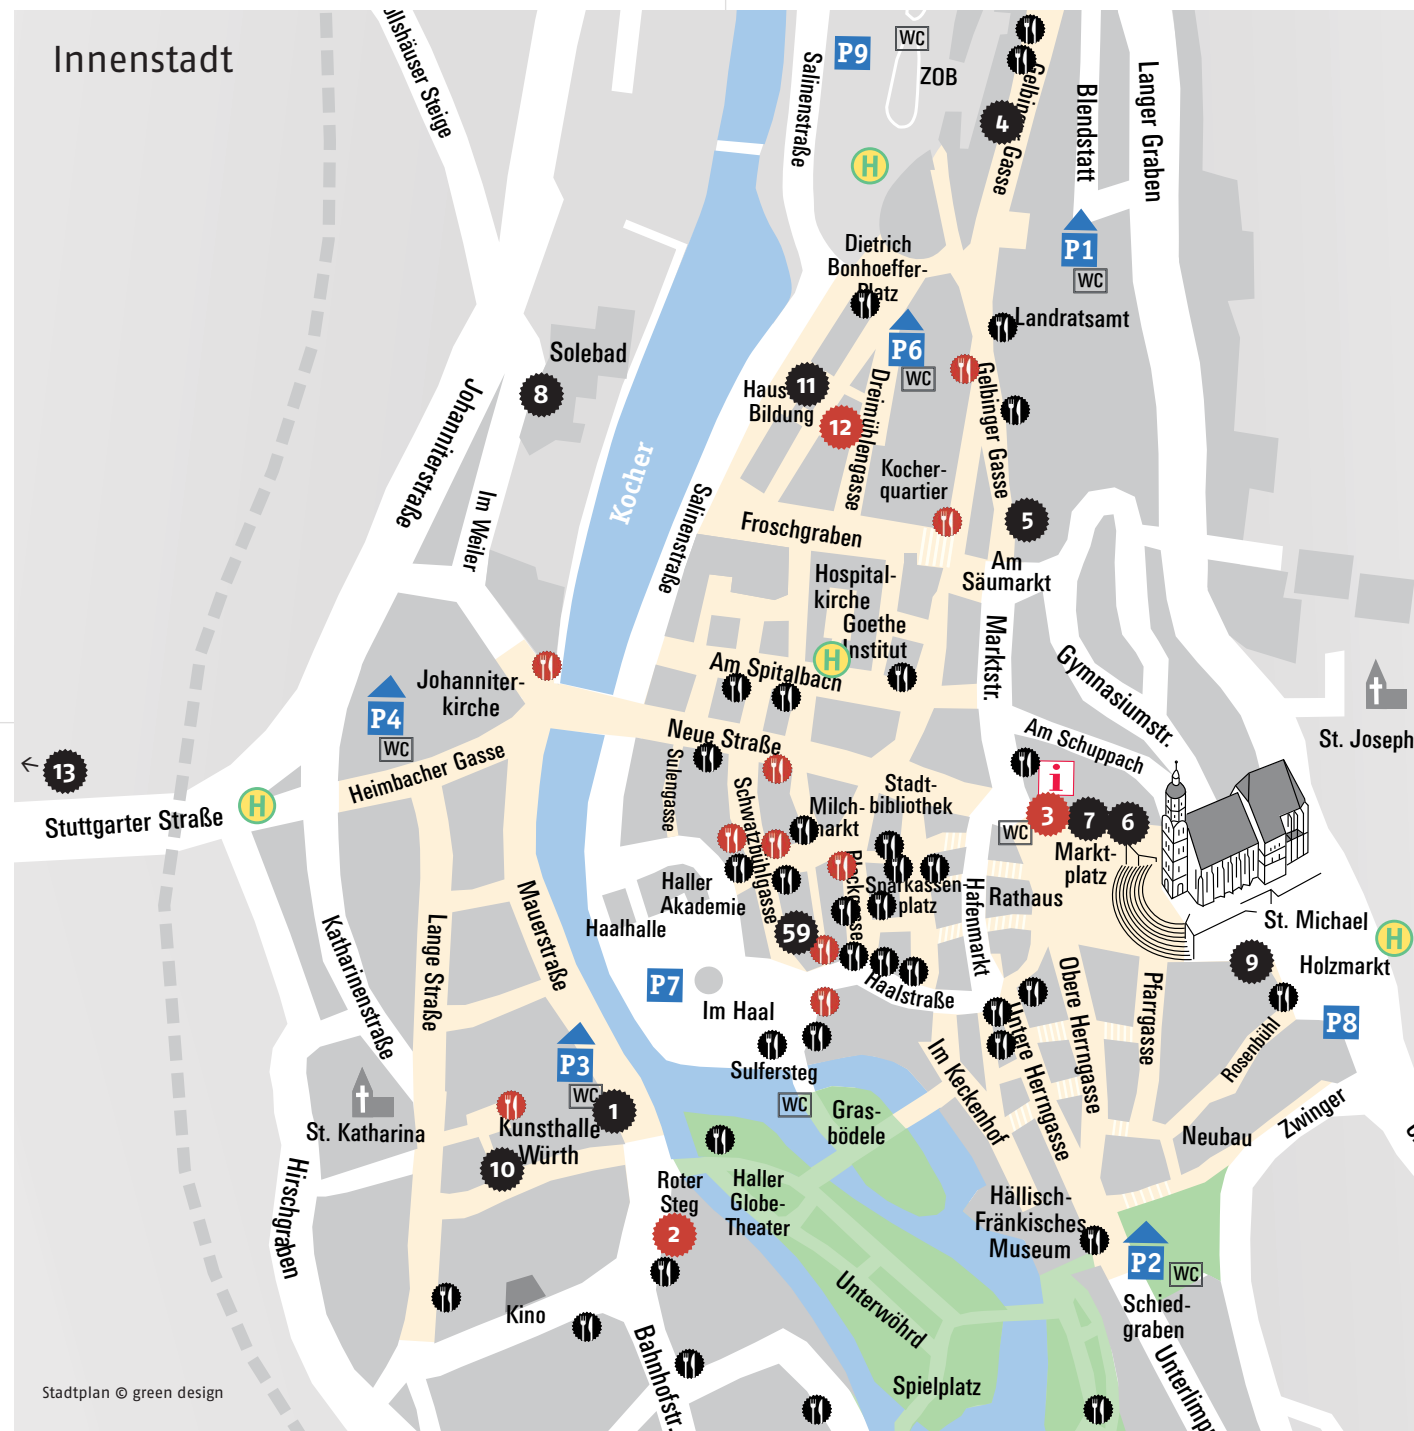 Innenstadt
P9
WC
ZOB
Salinenstraße
Gelbinger Gasse
4
Blendstatt
Langer Graben
H
P1
WC
Landratsamt
Dietrich
Bonhoeffer-
Platz
P6
WC
Solebad
8
Johanniterstraße
Im Weiler
Kocher
Salinenstraße
Haus
Bildung
11
12
Dreimühlengasse
Gelbinger Gasse
Kocher-
quartier
5
Froschgraben
Am
Säumarkt
Hospital-
kirche
Goethe
Institut
H
Marktstr.
Gymnasiumstr.
Am Spitalbach
Johanniter-
kirche
P4
WC
Heimbacher Gasse
13
Stuttgarter Straße
H
Neue Straße
Sulengasse
Schwatzbühlgasse
Stadt-
bibliothek
Milch-
markt
Am Schuppach
i
3
7
6
WC
Markt-
platz
St. Joseph
Haller
Akademie
Haalhalle
Sparkassen-
platz
Hafenmarkt
Rathaus
St. Michael
H
59
9
Holzmarkt
P8
P7
Im Haal
Haalstraße
Mauerstraße
Lange Straße
Katharinenstraße
P3
WC
1
Sulfersteg
WC
Gras-
bödele
Im Keckenhof
Untere Herrngasse
Obere Herrngasse
Pfarrgasse
Rosenbühl
Zwinger
Neubau
St. Katharina
Kunsthalle
Würth
10
Hirschgraben
Roter
Steg
2
Haller
Globe-
Theater
Hällisch-
Fränkisches
Museum
P2
WC
Schied-
graben
Unterwöhrd
Kino
Bahnhofstr.
Spielplatz
Stadtplan © green design